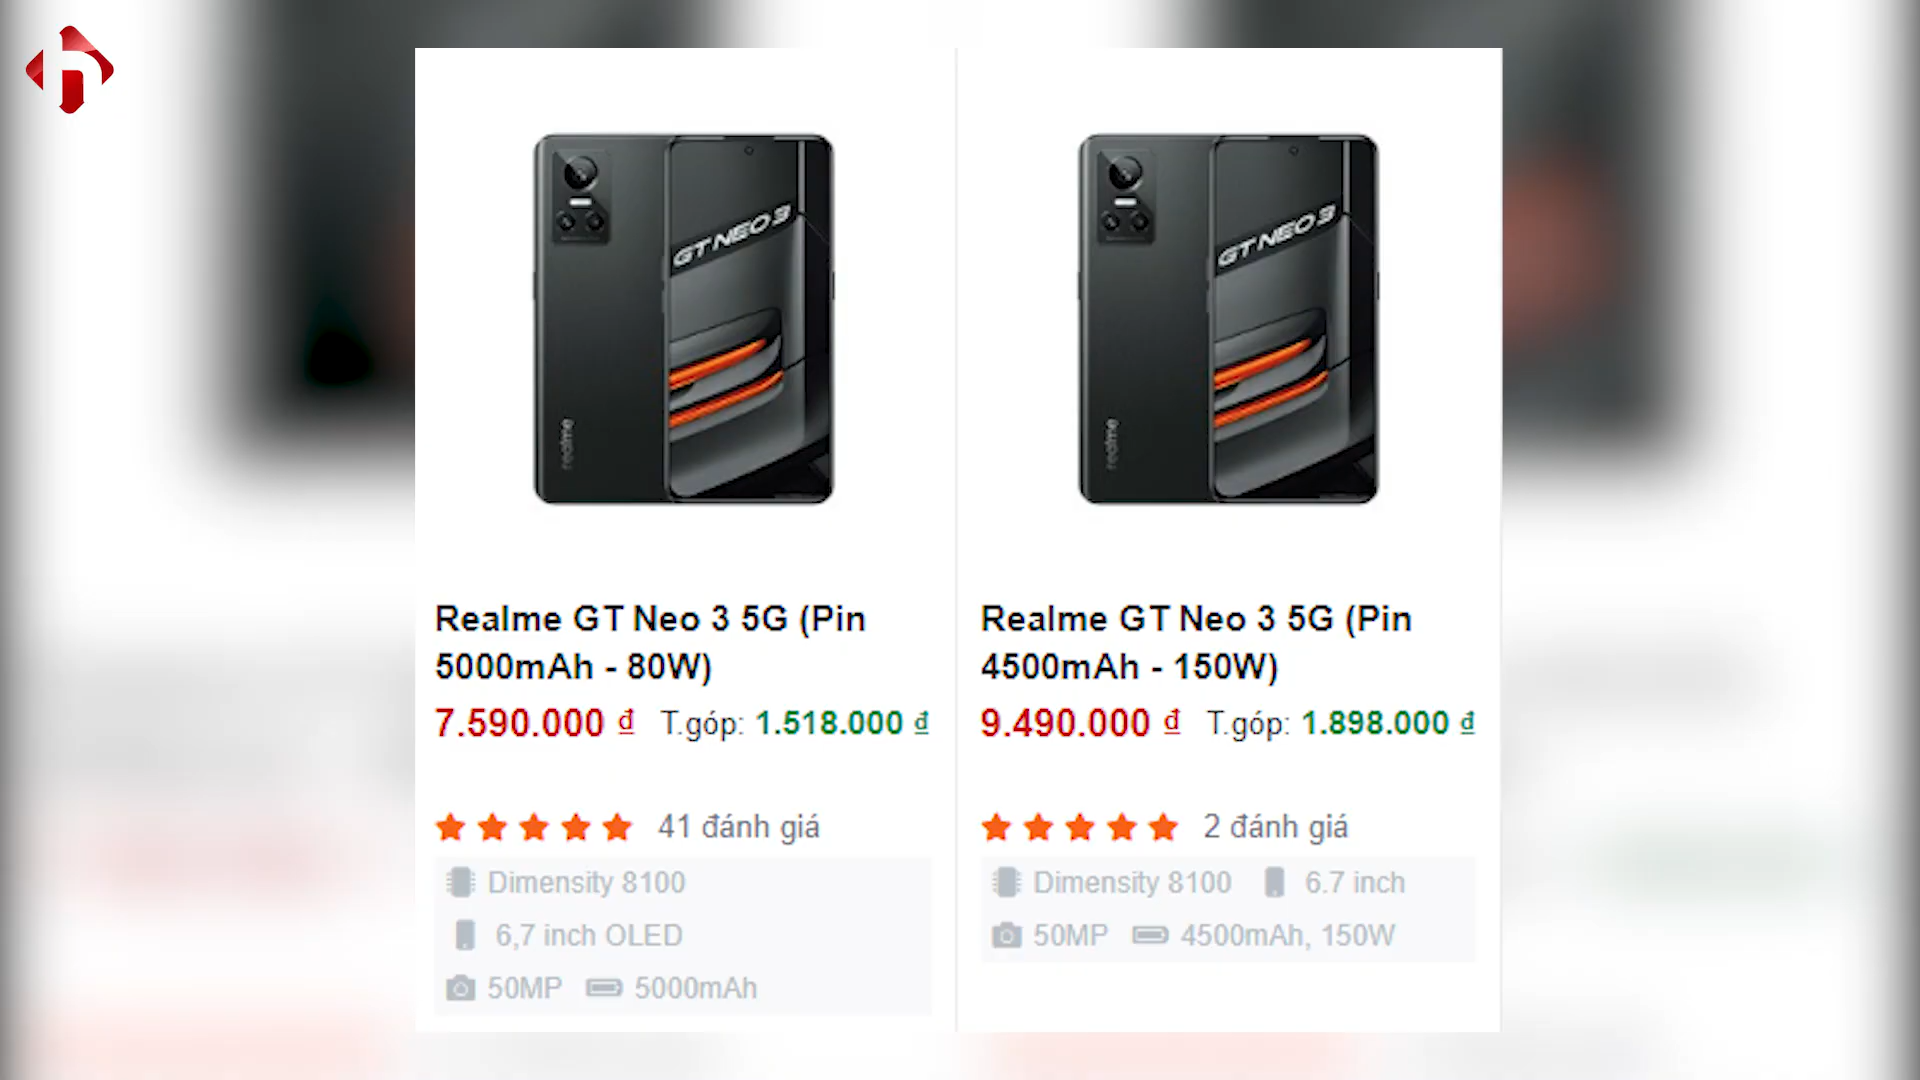 GT NEO 3
realme
Realme GT Neo 3 5G (Pin
5000mAh - 80W)
7.590.000 ₫ T.góp: 1.518.000 ₫
41 đánh giá
Dimensity 8100
6,7 inch OLED
50MP 5000mAh
GT NEO 3
realme
Realme GT Neo 3 5G (Pin
4500mAh - 150W)
9.490.000 ₫ T.góp: 1.898.000 ₫
2 đánh giá
Dimensity 8100 6.7 inch
50MP 4500mAh, 150W